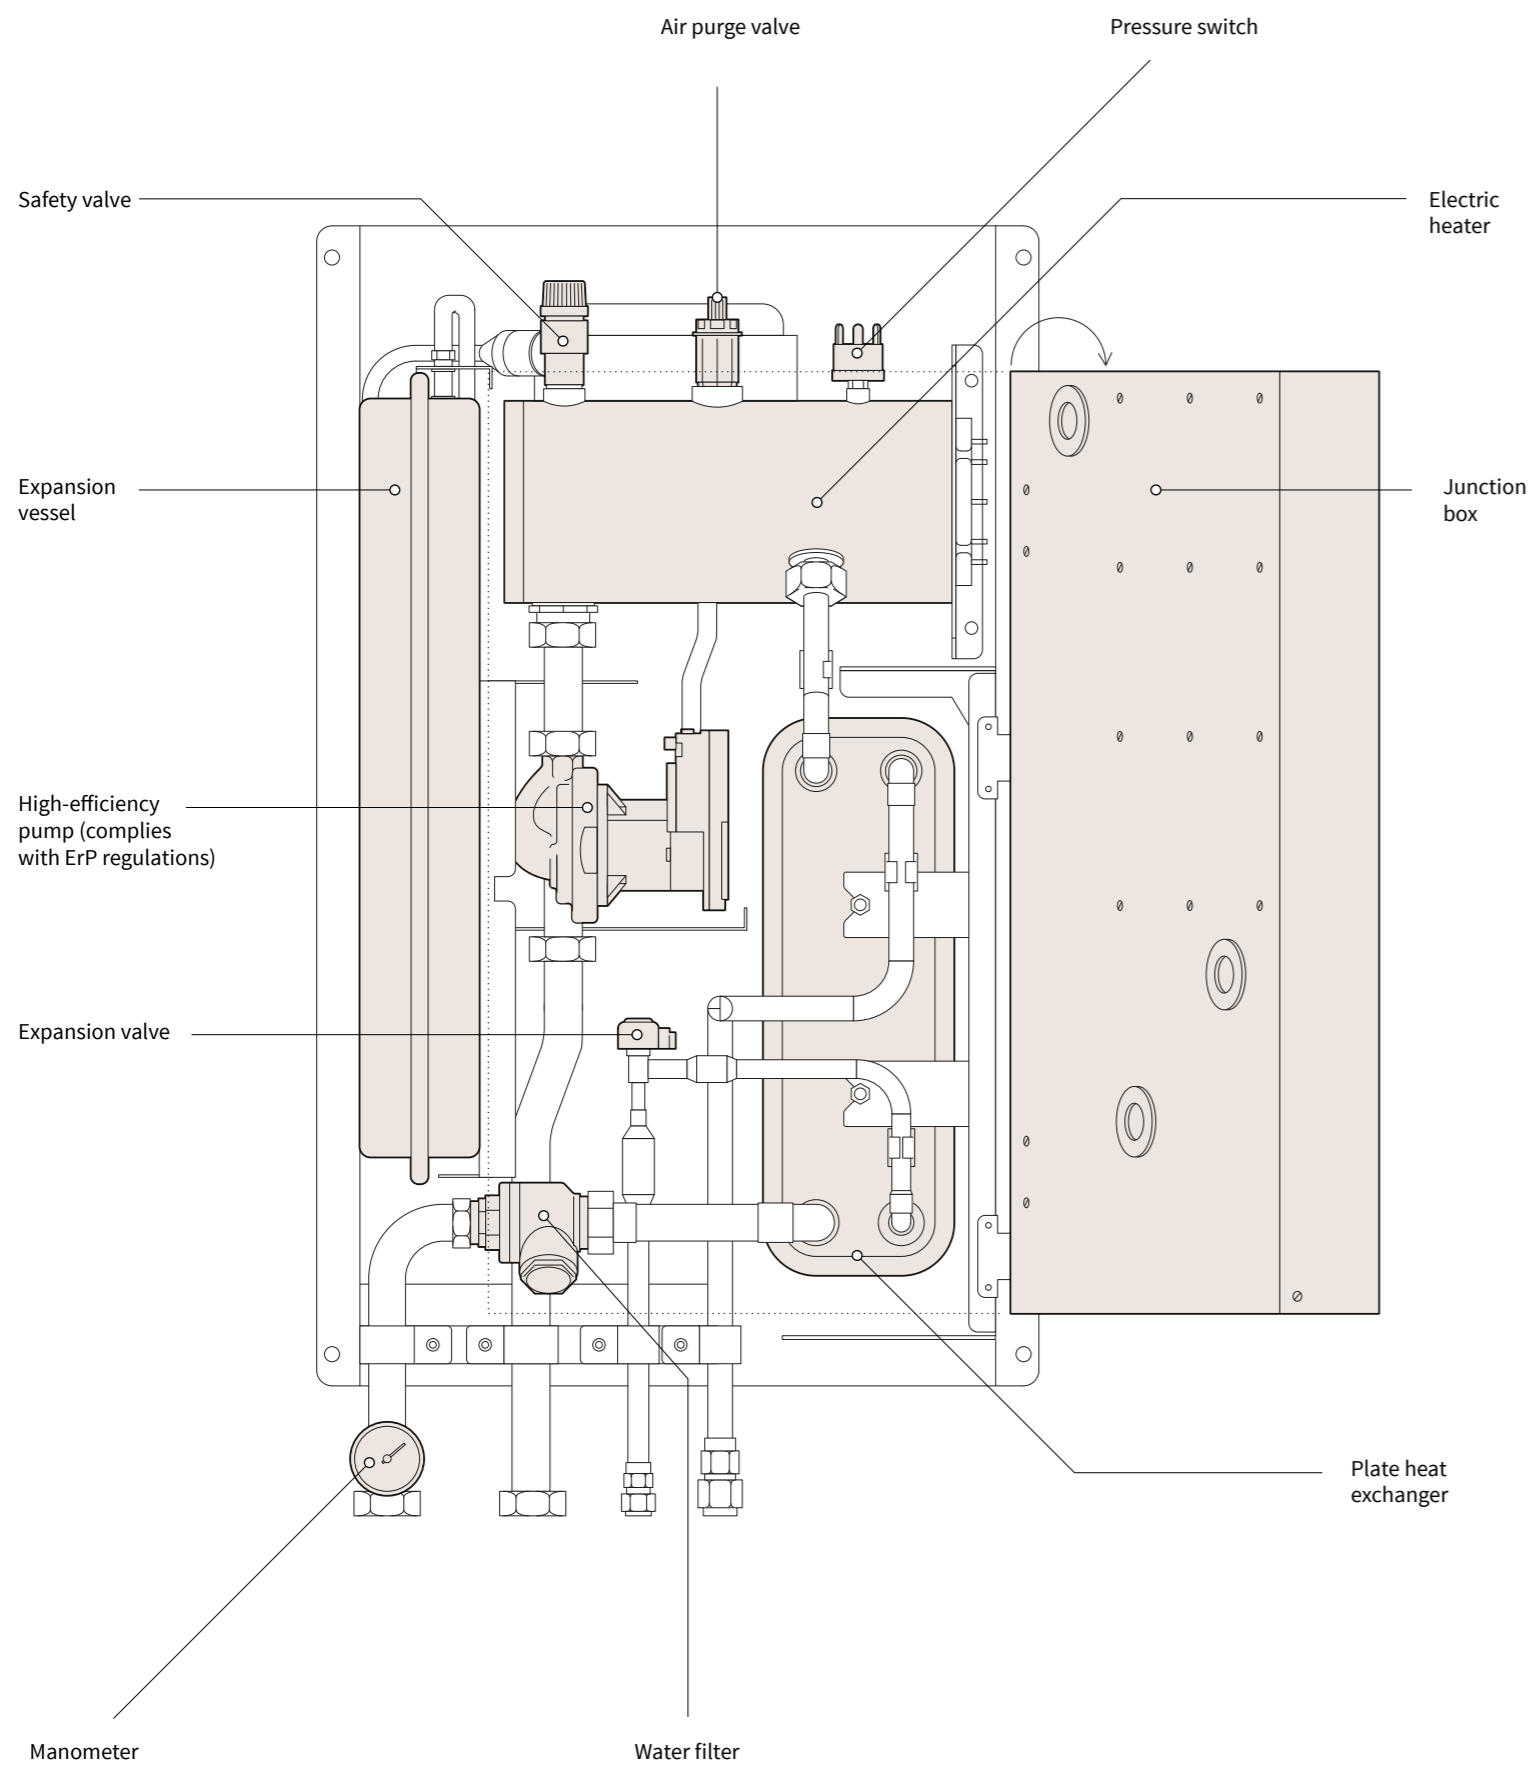 Air purge valve
Pressure switch
Safety valve
Electric
heater
Expansion
vessel
Junction
box
High-efficiency
pump (complies
with ErP regulations)
Expansion valve
Plate heat
exchanger
Manometer
Water filter